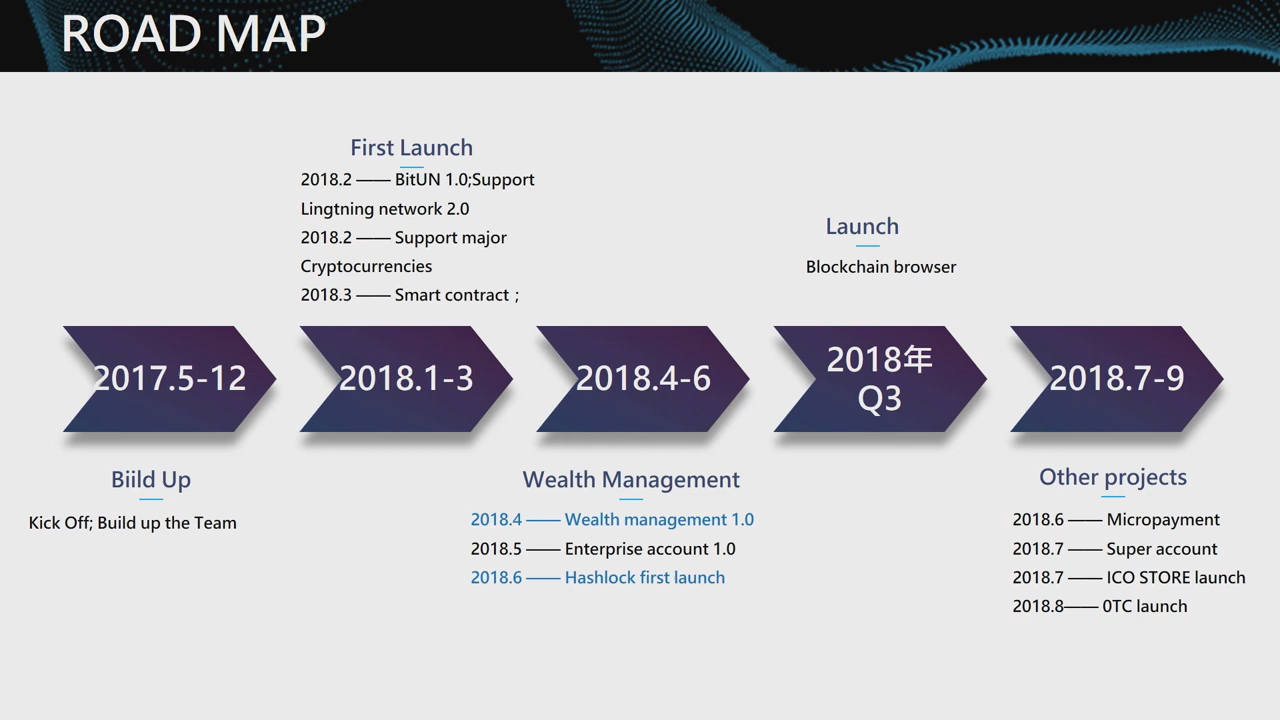 ROAD MAP
First Launch
2018.2 —— BitUN 1.0;Support
Lingtning network 2.0
2018.2 —— Support major
Cryptocurrencies
2018.3 —— Smart contract；
Launch
Blockchain browser
2017.5-12
2018.1-3
2018.4-6
2018年
Q3
2018.7-9
Biild Up
Kick Off; Build up the Team
Wealth Management
2018.4 —— Wealth management 1.0
2018.5 —— Enterprise account 1.0
2018.6 —— Hashlock first launch
Other projects
2018.6 —— Micropayment
2018.7 —— Super account
2018.7 —— ICO STORE launch
2018.8—— 0TC launch